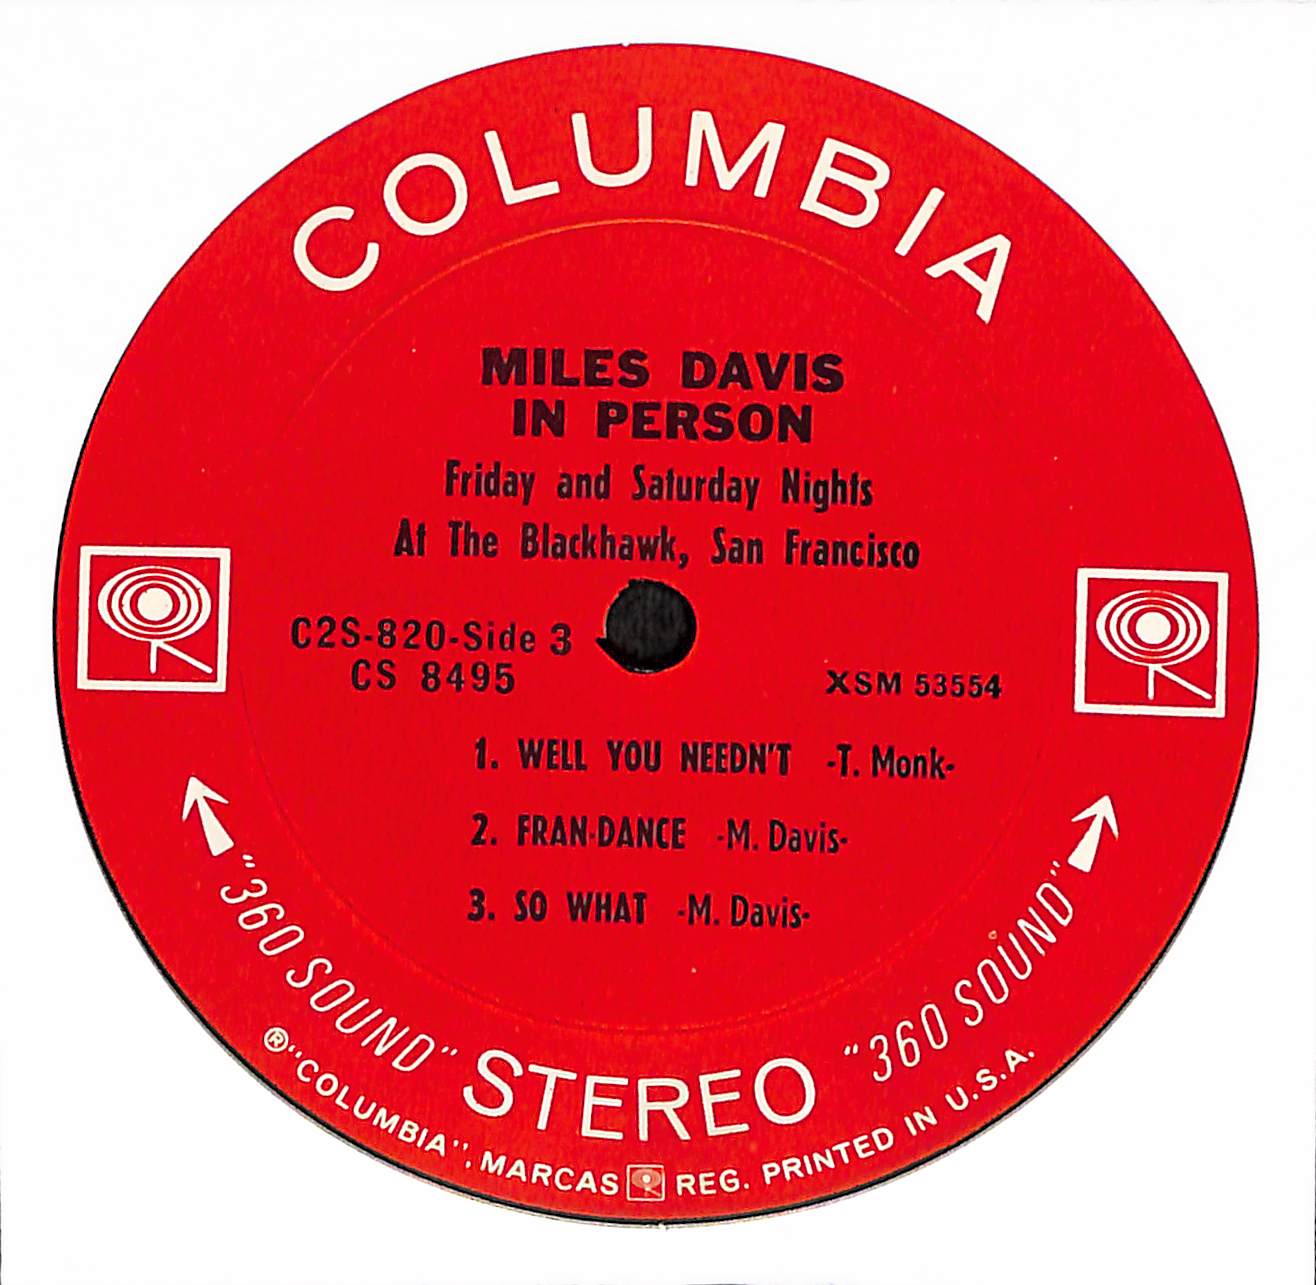 COLUMBIA
MILES DAVIS
IN PERSON
Friday and Saturday Nights
At The Blackhawk, San Francisco
C2S-820-Side 3
CS 8495
XSM 53554
1. WELL YOU NEEDN'T -T. Monk-
2. FRAN-DANCE -M. Davis-
3. SO WHAT -M. Davis-
"360 SOUND" STEREO "360 SOUND"
®"COLUMBIA", MARCAS REG. PRINTED IN U.S.A.